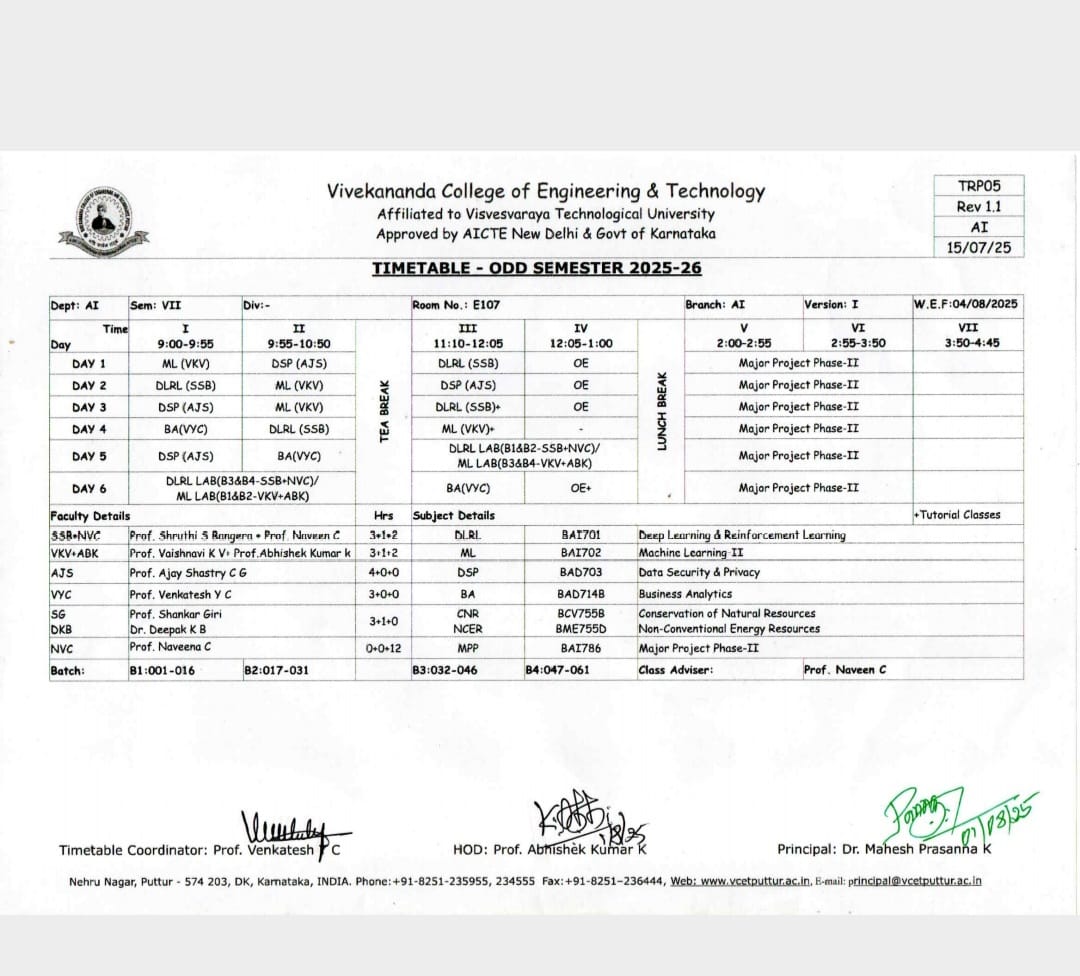 Vivekananda College of Engineering & Technology
Affiliated to Visvesvaraya Technological University
Approved by AICTE New Delhi & Govt of Karnataka
TRP05
Rev 1.1
AI
15/07/25
TIMETABLE - ODD SEMESTER 2025-26
Dept: AI Sem: VII Div:- Room No.: E107 Branch: AI Version: I W.E.F:04/08/2025
Time I II III IV V VI VII
Day 9:00-9:55 9:55-10:50 11:10-12:05 12:05-1:00 2:00-2:55 2:55-3:50 3:50-4:45
TEA BREAK
LUNCH BREAK
DAY 1 ML (VKV) DSP (AJS) DLRL (SSB) OE Major Project Phase-II
DAY 2 DLRL (SSB) ML (VKV) DSP (AJS) OE Major Project Phase-II
DAY 3 DSP (AJS) ML (VKV) DLRL (SSB)+ OE Major Project Phase-II
DAY 4 BA(VYC) DLRL (SSB) ML (VKV)+ - Major Project Phase-II
DAY 5 DSP (AJS) BA(VYC) DLRL LAB(B1&B2-SSB+NVC)/ ML LAB(B3&B4-VKV+ABK) Major Project Phase-II
DAY 6 DLRL LAB(B3&B4-SSB+NVC)/ ML LAB(B1&B2-VKV+ABK) BA(VYC) OE+ Major Project Phase-II
Faculty Details Hrs Subject Details +Tutorial Classes
SSB+NVC Prof. Shruthi S Rangera + Prof. Naveen C 3+1+2 DLRL BAI701 Deep Learning & Reinforcement Learning
VKV+ABK Prof. Vaishnavi K V+ Prof.Abhishek Kumar k 3+1+2 ML BAI702 Machine Learning-II
AJS Prof. Ajay Shastry C G 4+0+0 DSP BAD703 Data Security & Privacy
VYC Prof. Venkatesh Y C 3+0+0 BA BAD714B Business Analytics
SG Prof. Shankar Giri 3+1+0 CNR BCV755B Conservation of Natural Resources
DKB Dr. Deepak K B NCER BME755D Non-Conventional Energy Resources
NVC Prof. Naveena C 0+0+12 MPP BAI786 Major Project Phase-II
Batch: B1:001-016 B2:017-031 B3:032-046 B4:047-061 Class Adviser: Prof. Naveen C
1/8/25
01/08/25
Timetable Coordinator: Prof. Venkatesh Y C HOD: Prof. Abhishek Kumar K Principal: Dr. Mahesh Prasanna K
Nehru Nagar, Puttur - 574 203, DK, Karnataka, INDIA. Phone:+91-8251-235955, 234555 Fax:+91-8251-236444, Web: www.vcetputtur.ac.in, E-mail: principal@vcetputtur.ac.in